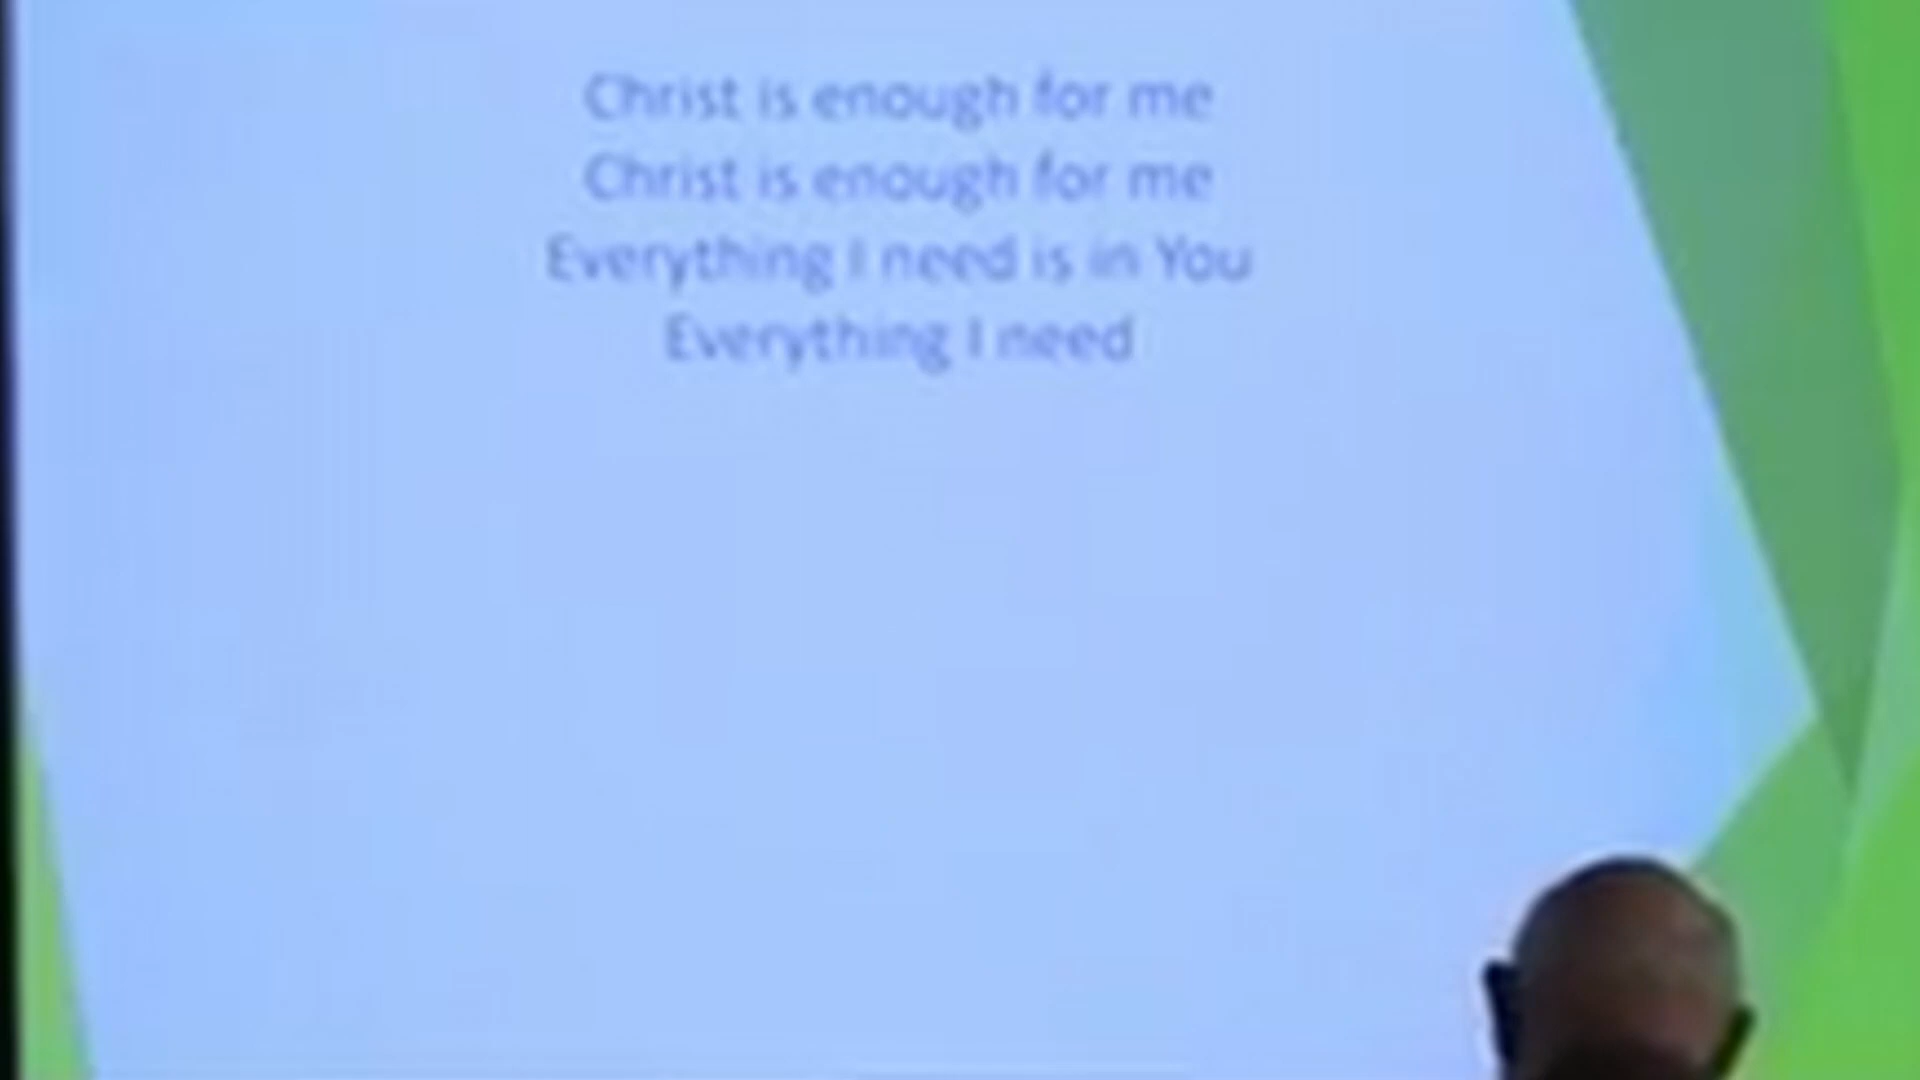 Christ is enough for me
Christ is enough for me
Everything I need is in You
Everything I need